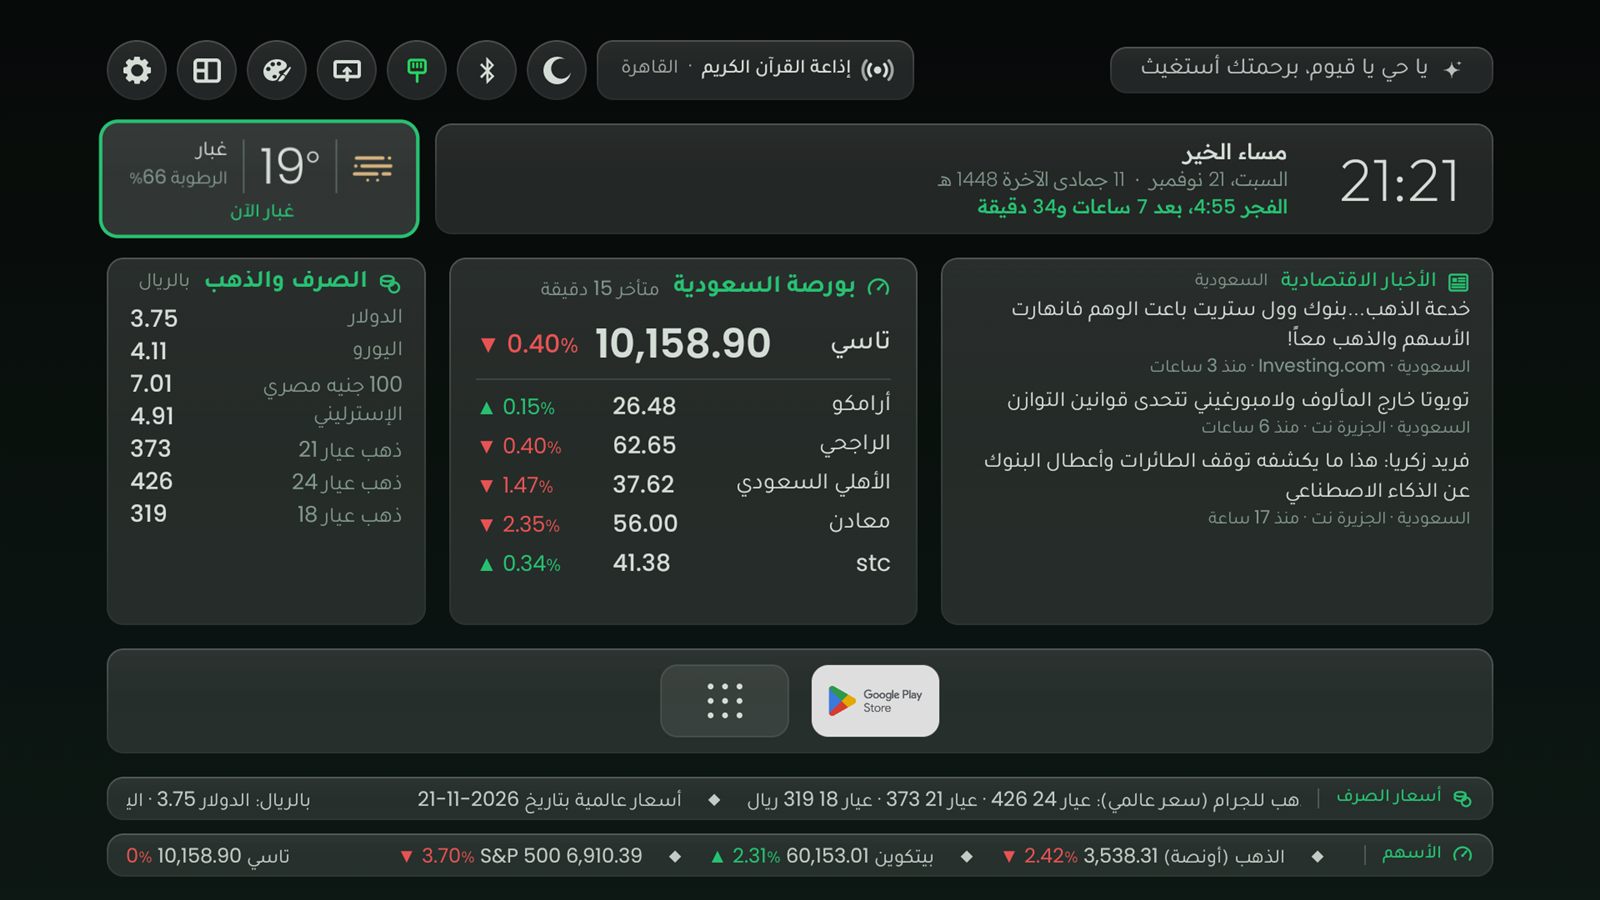 يا حي يا قيوم، برحمتك أستغيث
إذاعة القرآن الكريم · القاهرة
21:21
مساء الخير
السبت، 21 نوفمبر · 11 جمادى الآخرة 1448 هـ
الفجر 4:55، بعد 7 ساعات و34 دقيقة
19°
غبار
الرطوبة 66%
غبار الآن
الأخبار الاقتصادية السعودية
خدعة الذهب...بنوك وول ستريت باعت الوهم فانهارت
الأسهم والذهب معاً!
السعودية · Investing.com · منذ 3 ساعات
تويوتا خارج المألوف ولامبورغيني تتحدى قوانين التوازن
السعودية · الجزيرة نت · منذ 6 ساعات
فريد زكريا: هذا ما يكشفه توقف الطائرات وأعطال البنوك
عن الذكاء الاصطناعي
السعودية · الجزيرة نت · منذ 17 ساعة
بورصة السعودية متأخر 15 دقيقة
تاسي 10,158.90 ▼ 0.40%
أرامكو 26.48 ▲ 0.15%
الراجحي 62.65 ▼ 0.40%
الأهلي السعودي 37.62 ▼ 1.47%
معادن 56.00 ▼ 2.35%
stc 41.38 ▲ 0.34%
الصرف والذهب بالريال
الدولار 3.75
اليورو 4.11
100 جنيه مصري 7.01
الإسترليني 4.91
ذهب عيار 21 373
ذهب عيار 24 426
ذهب عيار 18 319
Google Play
Store
أسعار الصرف | هب للجرام (سعر عالمي): عيار 24 426 · عيار 21 373 · عيار 18 319 ريال ◆ أسعار عالمية بتاريخ 2026-11-21 بالريال: الدولار 3.75 · الي
الأسهم | ◆ الذهب (أونصة) 3,538.31 2.42% ▼ ◆ بيتكوين 60,153.01 2.31% ▲ ◆ S&P 500 6,910.39 3.70% ▼ تاسي 10,158.90 0%